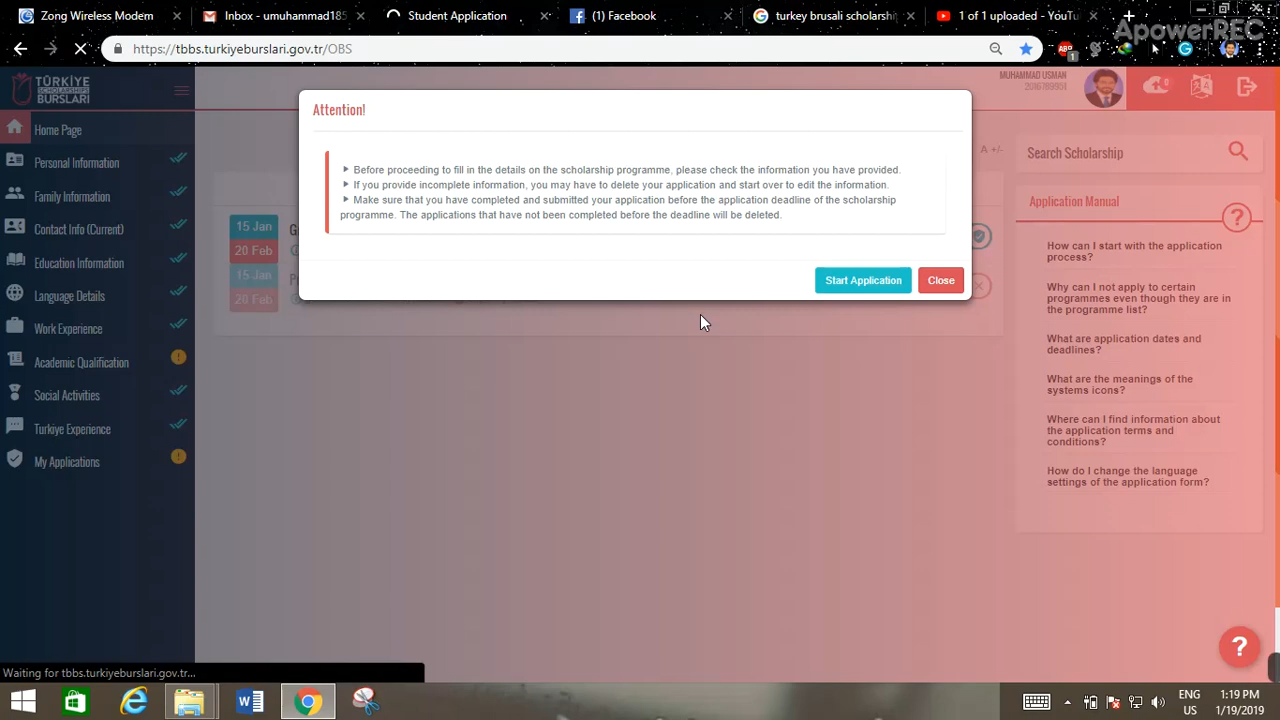 Zong Wireless Modem
Inbox - umuhammad185
Student Application
(1) Facebook
turkey brusali scholarship
1 of 1 uploaded - YouTu
ApowerREC
https://tbbs.turkiyeburslari.gov.tr/OBS
TÜRKİYE
SCHOLARSHIPS
BURSLARI
MUHAMMAD USMAN
Home Page
Personal Information
Family Information
Contact Info (Current)
Education Information
Language Details
Work Experience
Academic Qualification
Social Activities
Turkiye Experience
My Applications
Attention!
Before proceeding to fill in the details on the scholarship programme, please check the information you have provided.
If you provide incomplete information, you may have to delete your application and start over to edit the information.
Make sure that you have completed and submitted your application before the application deadline of the scholarship
programme. The applications that have not been completed before the deadline will be deleted.
Start Application
Close
15 Jan
20 Feb
15 Jan
20 Feb
A +/-
Search Scholarship
Application Manual
?
How can I start with the application
process?
Why can I not apply to certain
programmes even though they are in
the programme list?
What are application dates and
deadlines?
What are the meanings of the
systems icons?
Where can I find information about
the application terms and
conditions?
How do I change the language
settings of the application form?
?
Waiting for tbbs.turkiyeburslari.gov.tr...
ENG
US
1:19 PM
1/19/2019